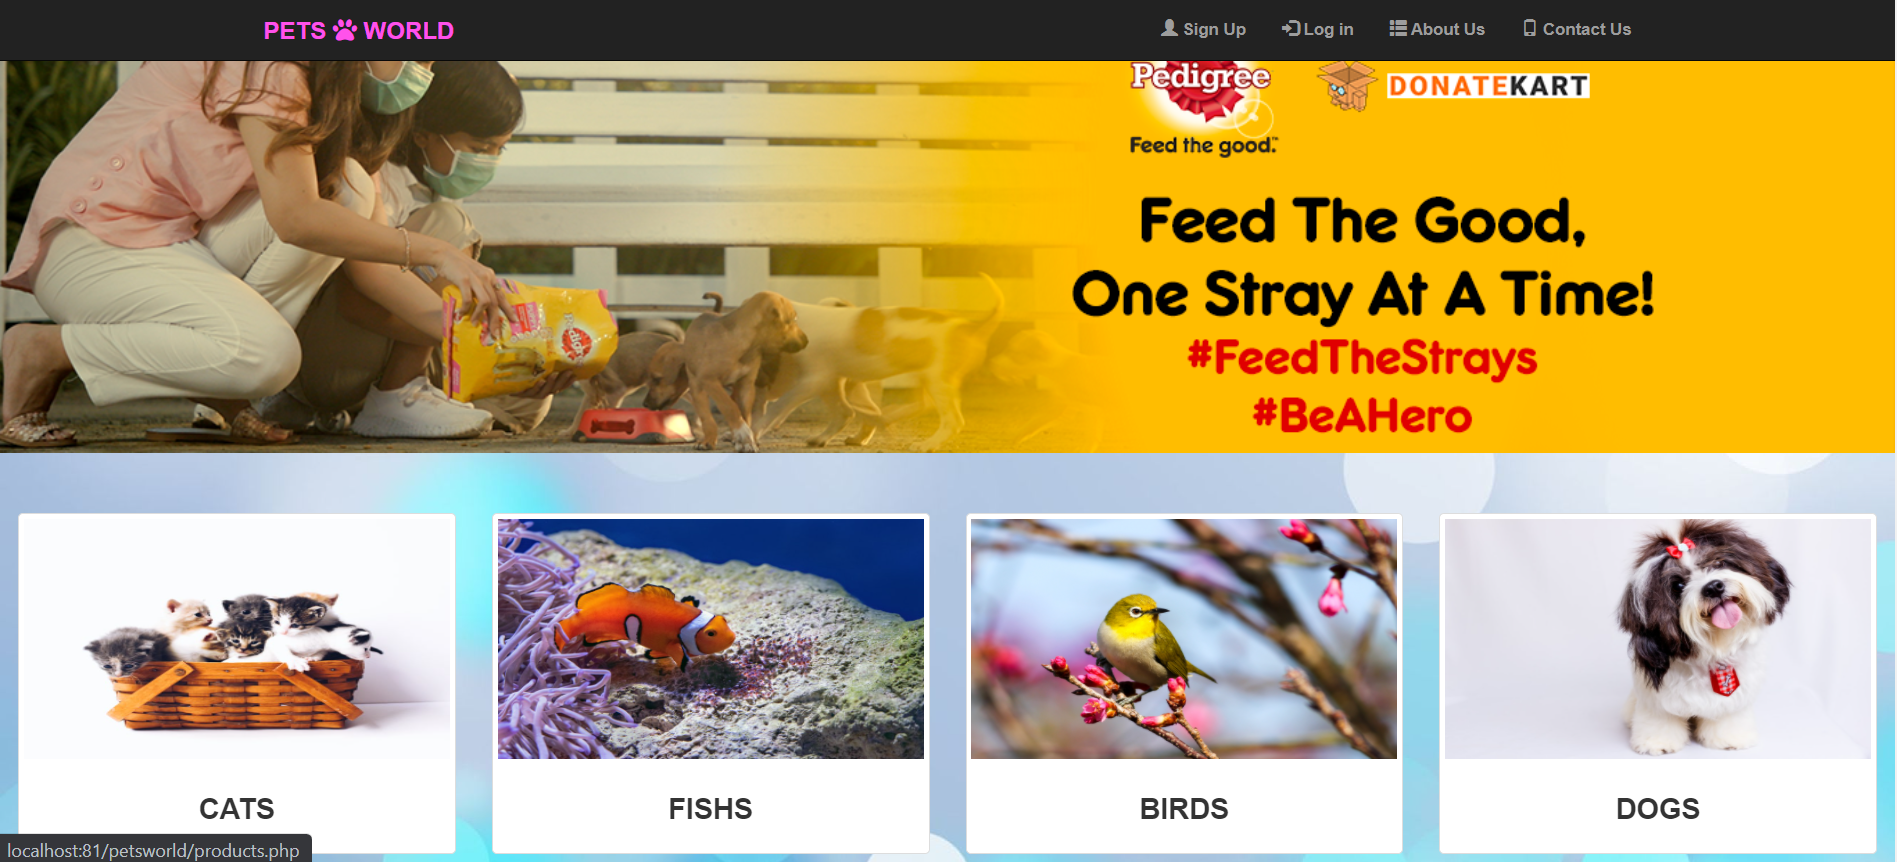 PETS WORLD
Sign Up
Log in
About Us
Contact Us
Pedigree
Feed the good.™
DONATEKART
Feed The Good,
One Stray At A Time!
#FeedTheStrays
#BeAHero
CATS
FISHS
BIRDS
DOGS
localhost:81/petsworld/products.php